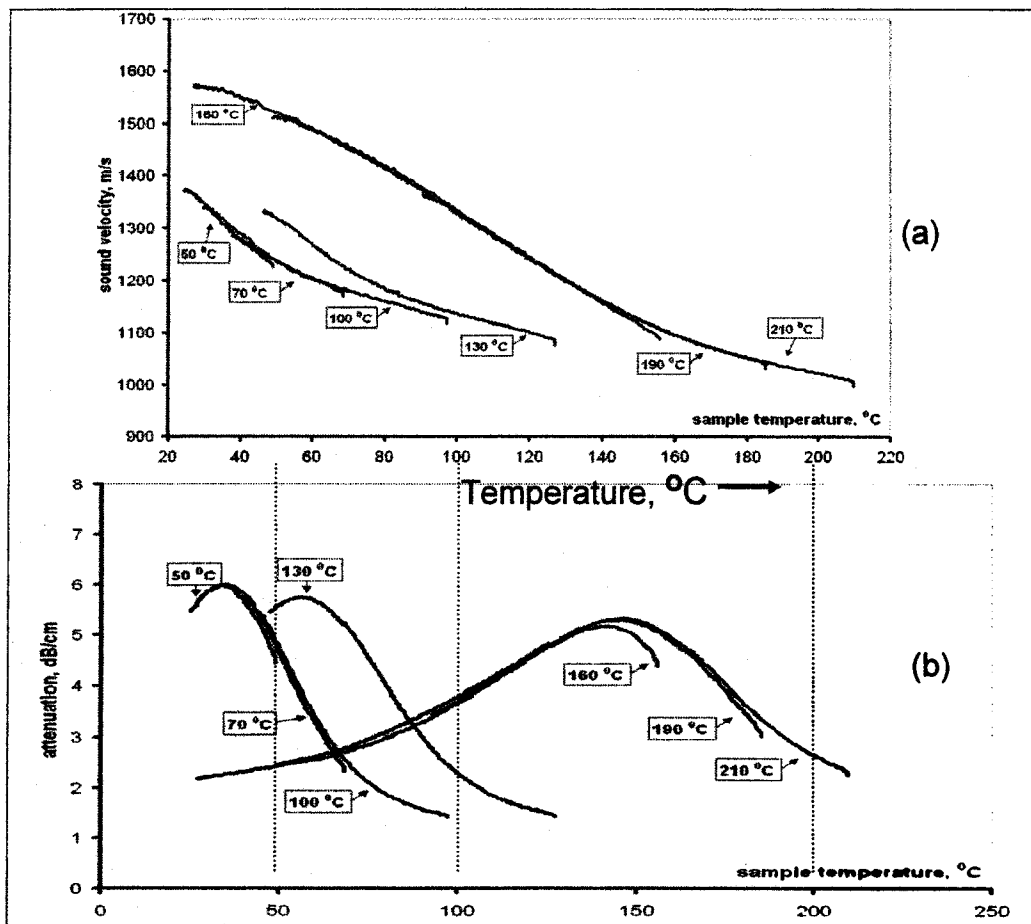 1700
1600
1500
1400
1300
1200
1100
1000
900
sound velocity, m/s
160 °C
50 °C
70 °C
100 °C
130 °C
190 °C
210 °C
(a)
sample temperature, °C
20 40 60 80 100 120 140 160 180 200 220
Temperature, °C
8
7
6
5
4
3
2
1
0
attenuation, dB/cm
50 °C
130 °C
70 °C
100 °C
160 °C
190 °C
210 °C
(b)
sample temperature, °C
0 50 100 150 200 250